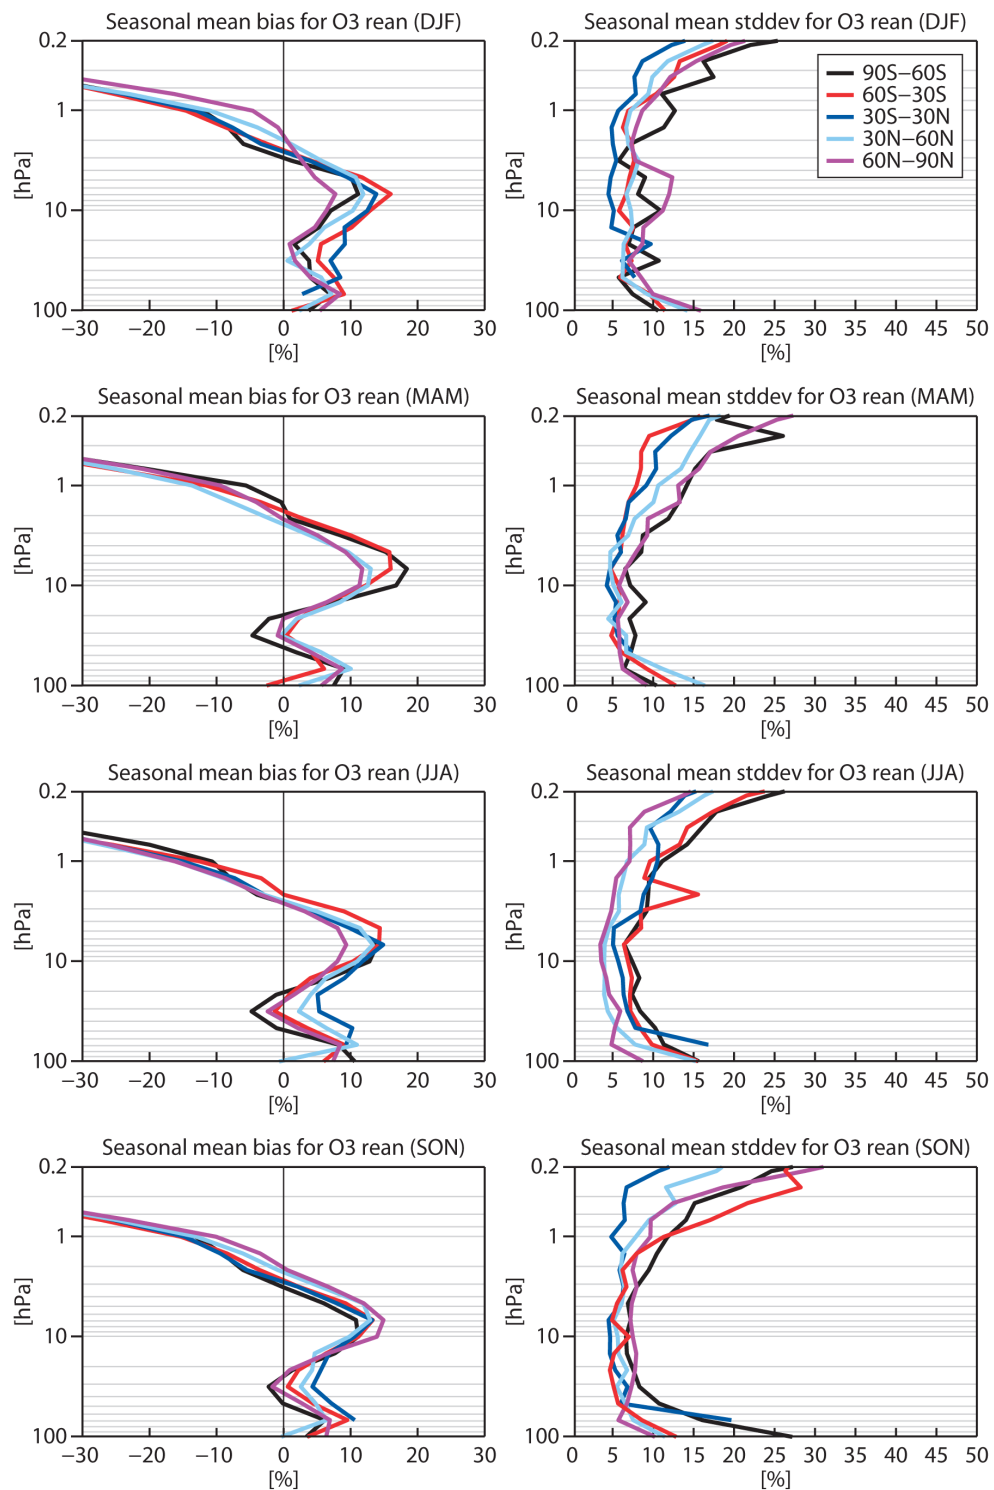 Seasonal mean bias for O3 rean (DJF)
0.2
1
10
100
[hPa]
−30 −20 −10 0 10 20 30
[%]
Seasonal mean stddev for O3 rean (DJF)
0.2
1
10
100
[hPa]
90S−60S
60S−30S
30S−30N
30N−60N
60N−90N
0 5 10 15 20 25 30 35 40 45 50
[%]
Seasonal mean bias for O3 rean (MAM)
0.2
1
10
100
[hPa]
−30 −20 −10 0 10 20 30
[%]
Seasonal mean stddev for O3 rean (MAM)
0.2
1
10
100
[hPa]
0 5 10 15 20 25 30 35 40 45 50
[%]
Seasonal mean bias for O3 rean (JJA)
0.2
1
10
100
[hPa]
−30 −20 −10 0 10 20 30
[%]
Seasonal mean stddev for O3 rean (JJA)
0.2
1
10
100
[hPa]
0 5 10 15 20 25 30 35 40 45 50
[%]
Seasonal mean bias for O3 rean (SON)
0.2
1
10
100
[hPa]
−30 −20 −10 0 10 20 30
[%]
Seasonal mean stddev for O3 rean (SON)
0.2
1
10
100
[hPa]
0 5 10 15 20 25 30 35 40 45 50
[%]